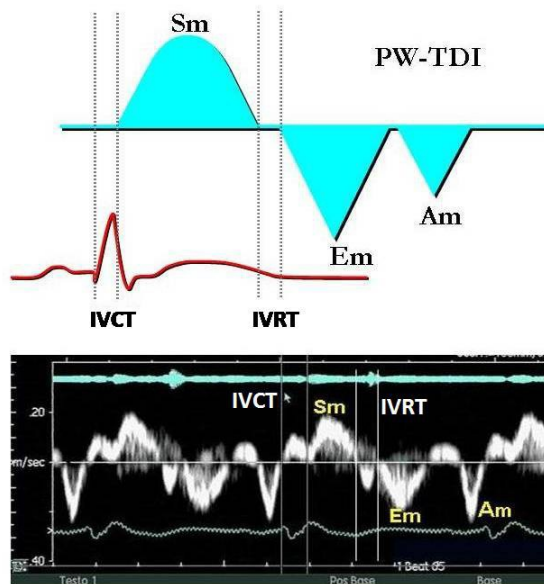 Sm
PW-TDI
Em
Am
IVCT
IVRT
IVCT
Sm
IVRT
.20
m/sec
Em
Am
.40
1 Beat 65
Testo 1
Pos Base
Base